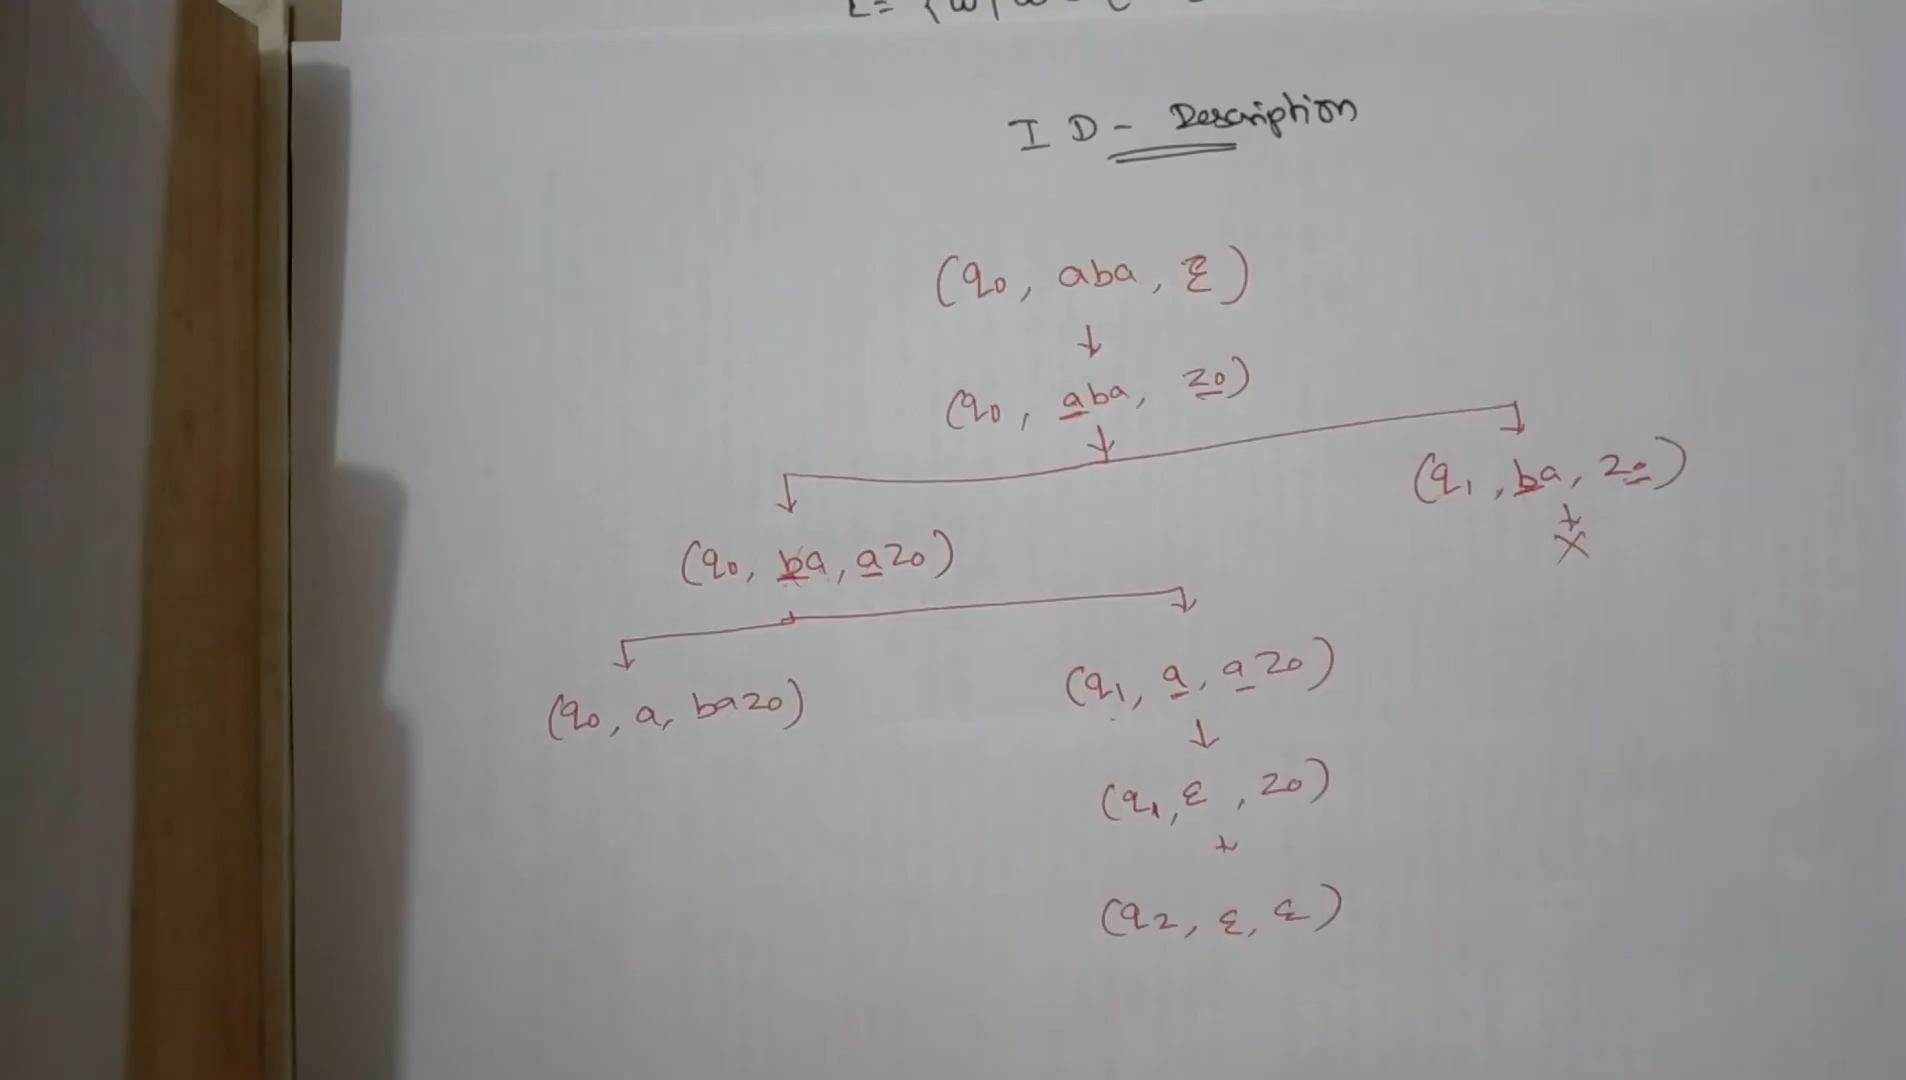 L= {w | w
ID - Description
(q0, aba, ε)
↓
(q0, aba, z0)
↓
(q1, ba, z0)
↓
X
(q0, ba, az0)
(q1, a, az0)
(q0, a, baz0)
↓
(q1, ε, z0)
↓
(q2, ε, ε)